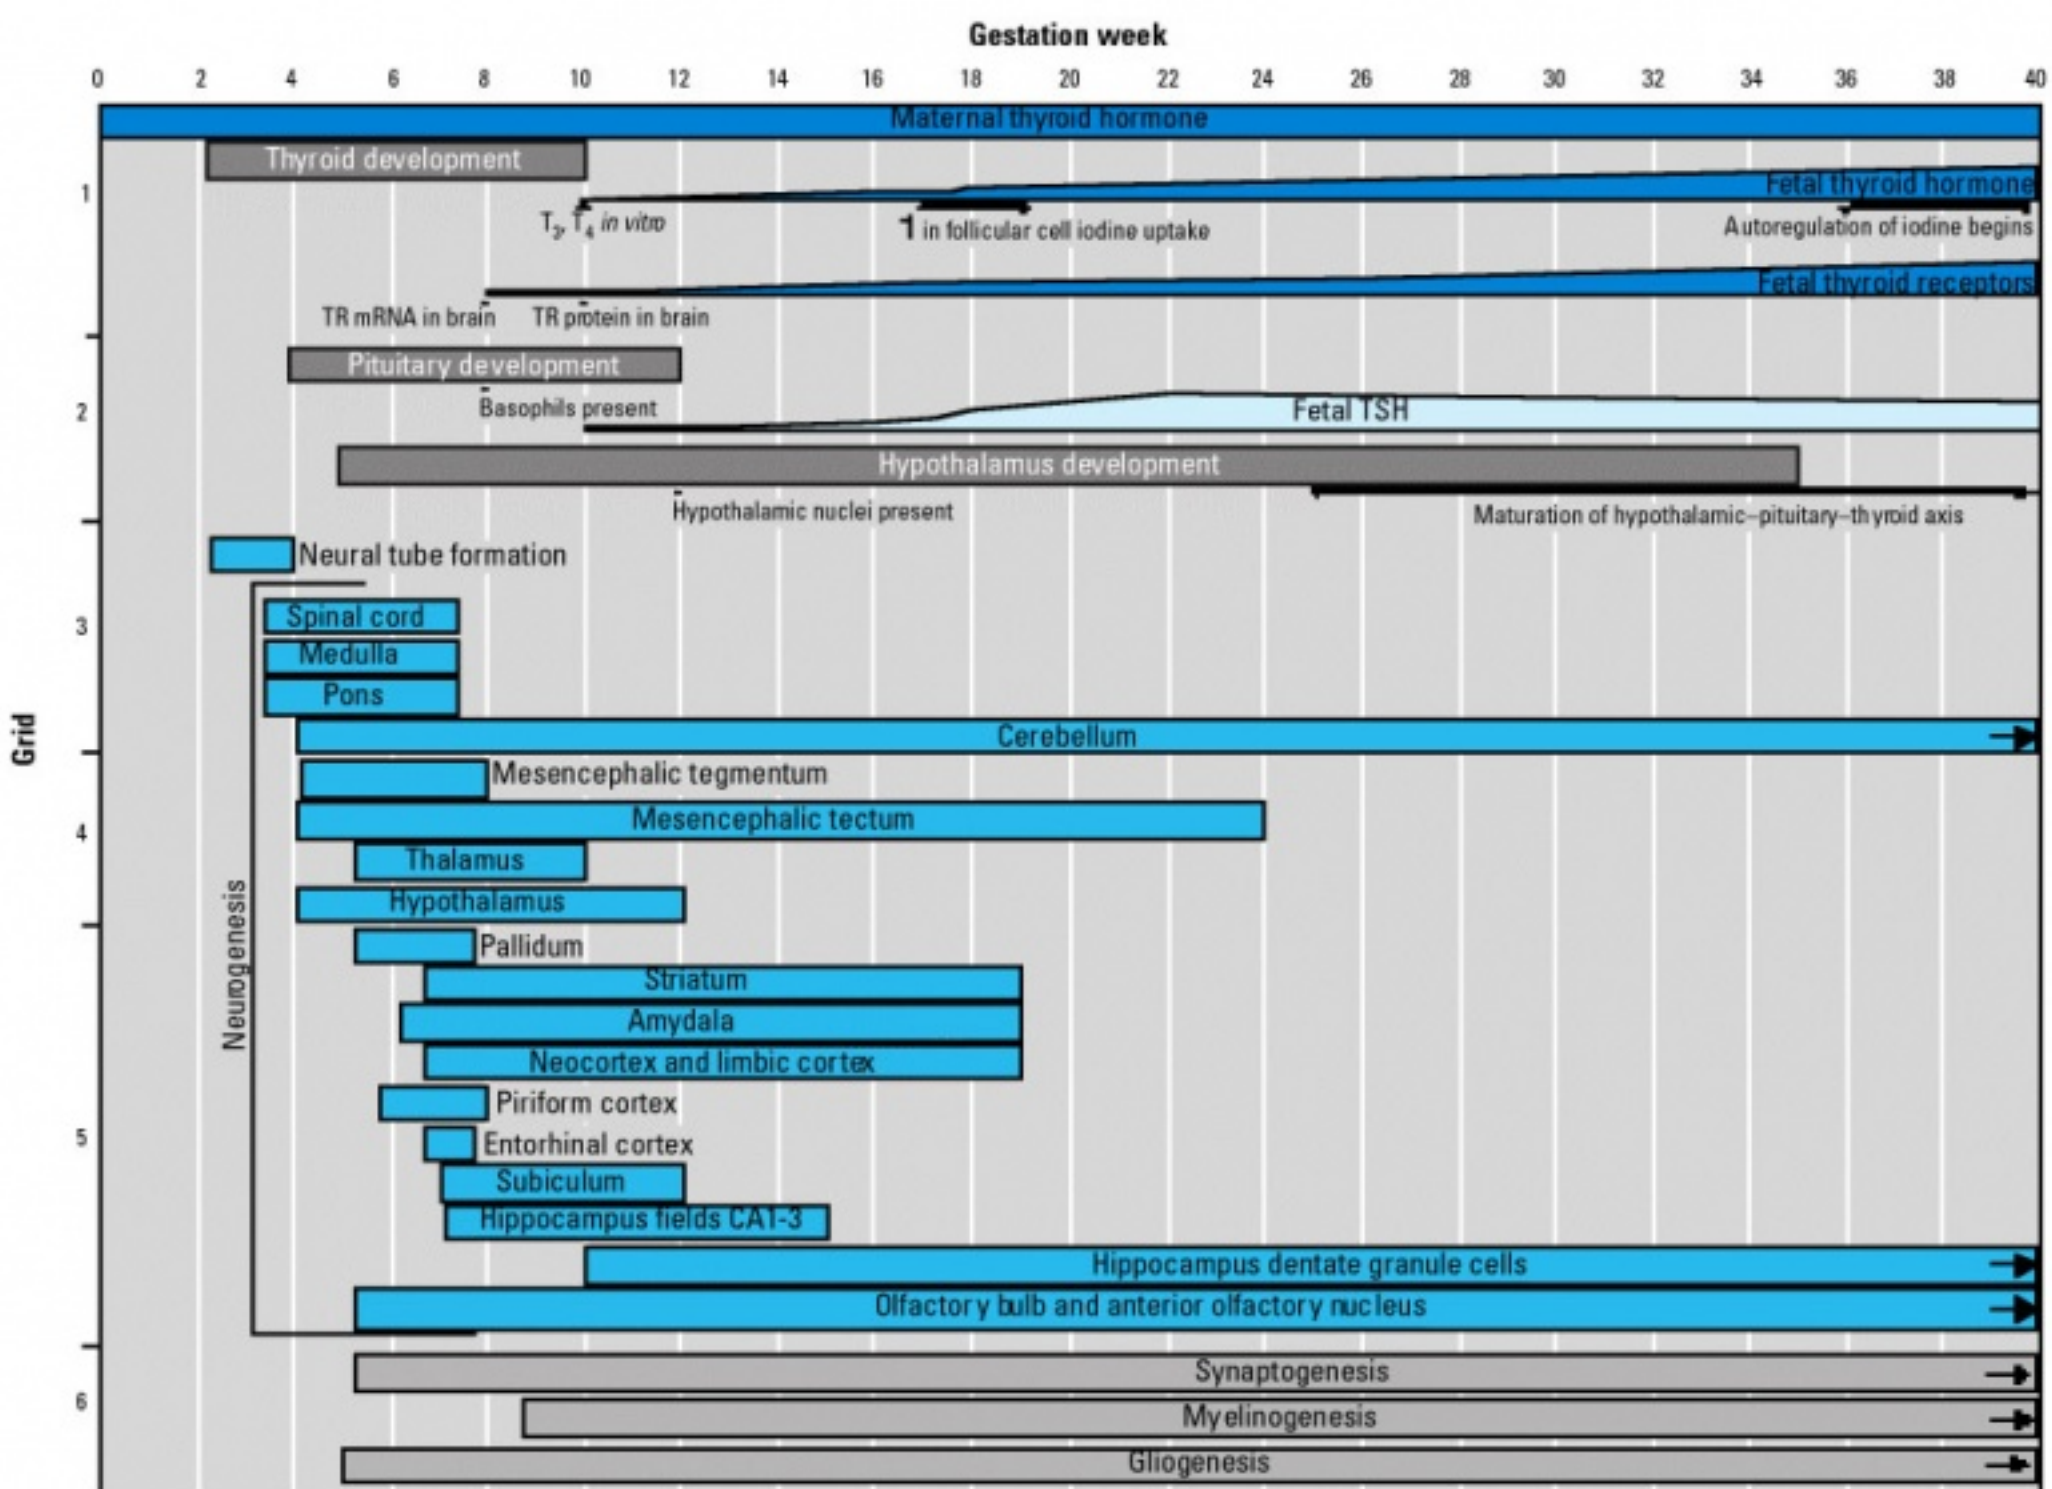 Gestation week
0 2 4 6 8 10 12 14 16 18 20 22 24 26 28 30 32 34 36 38 40
Maternal thyroid hormone
Thyroid development
1
Fetal thyroid hormone
T3, T4 in vitro
1 in follicular cell iodine uptake
Autoregulation of iodine begins
Fetal thyroid receptors
TR mRNA in brain
TR protein in brain
Pituitary development
2
Basophils present
Fetal TSH
Hypothalamus development
Hypothalamic nuclei present
Maturation of hypothalamic–pituitary–thyroid axis
Neural tube formation
Spinal cord
3
Medulla
Pons
Grid
Cerebellum
Mesencephalic tegmentum
Mesencephalic tectum
4
Thalamus
Hypothalamus
Neurogenesis
Pallidum
Striatum
Amydala
Neocortex and limbic cortex
Piriform cortex
5
Entorhinal cortex
Subiculum
Hippocampus fields CA1-3
Hippocampus dentate granule cells
Olfactory bulb and anterior olfactory nucleus
Synaptogenesis
6
Myelinogenesis
Gliogenesis